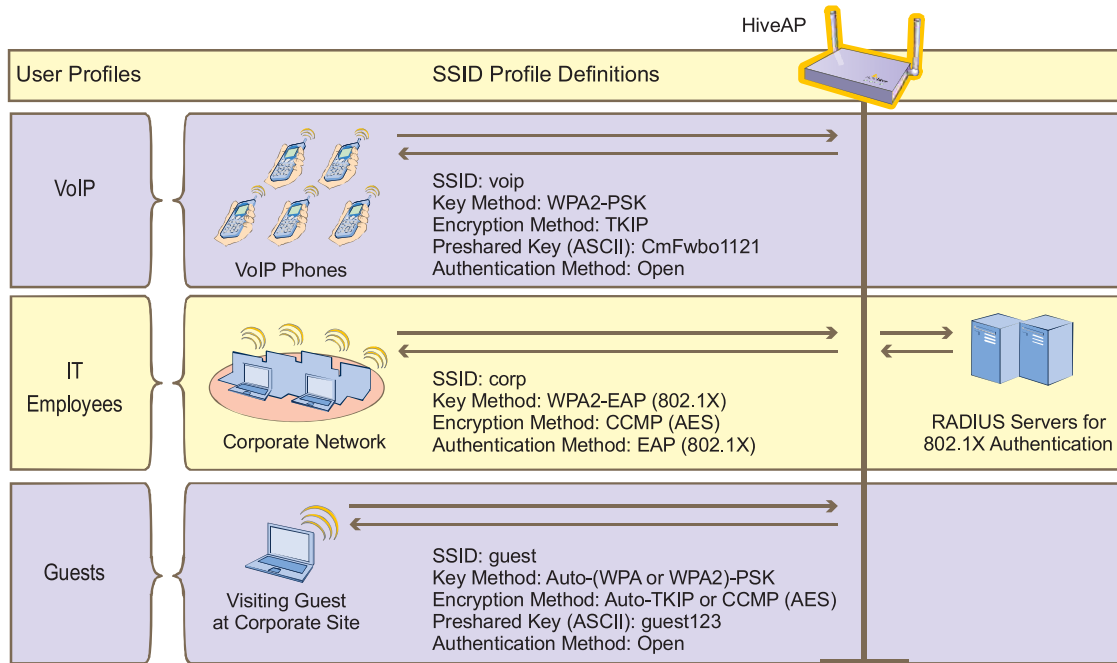 HiveAP
User Profiles
SSID Profile Definitions
VoIP
VoIP Phones
SSID: voip
Key Method: WPA2-PSK
Encryption Method: TKIP
Preshared Key (ASCII): CmFwbo1121
Authentication Method: Open
IT
Employees
Corporate Network
SSID: corp
Key Method: WPA2-EAP (802.1X)
Encryption Method: CCMP (AES)
Authentication Method: EAP (802.1X)
RADIUS Servers for
802.1X Authentication
Guests
Visiting Guest
at Corporate Site
SSID: guest
Key Method: Auto-(WPA or WPA2)-PSK
Encryption Method: Auto-TKIP or CCMP (AES)
Preshared Key (ASCII): guest123
Authentication Method: Open